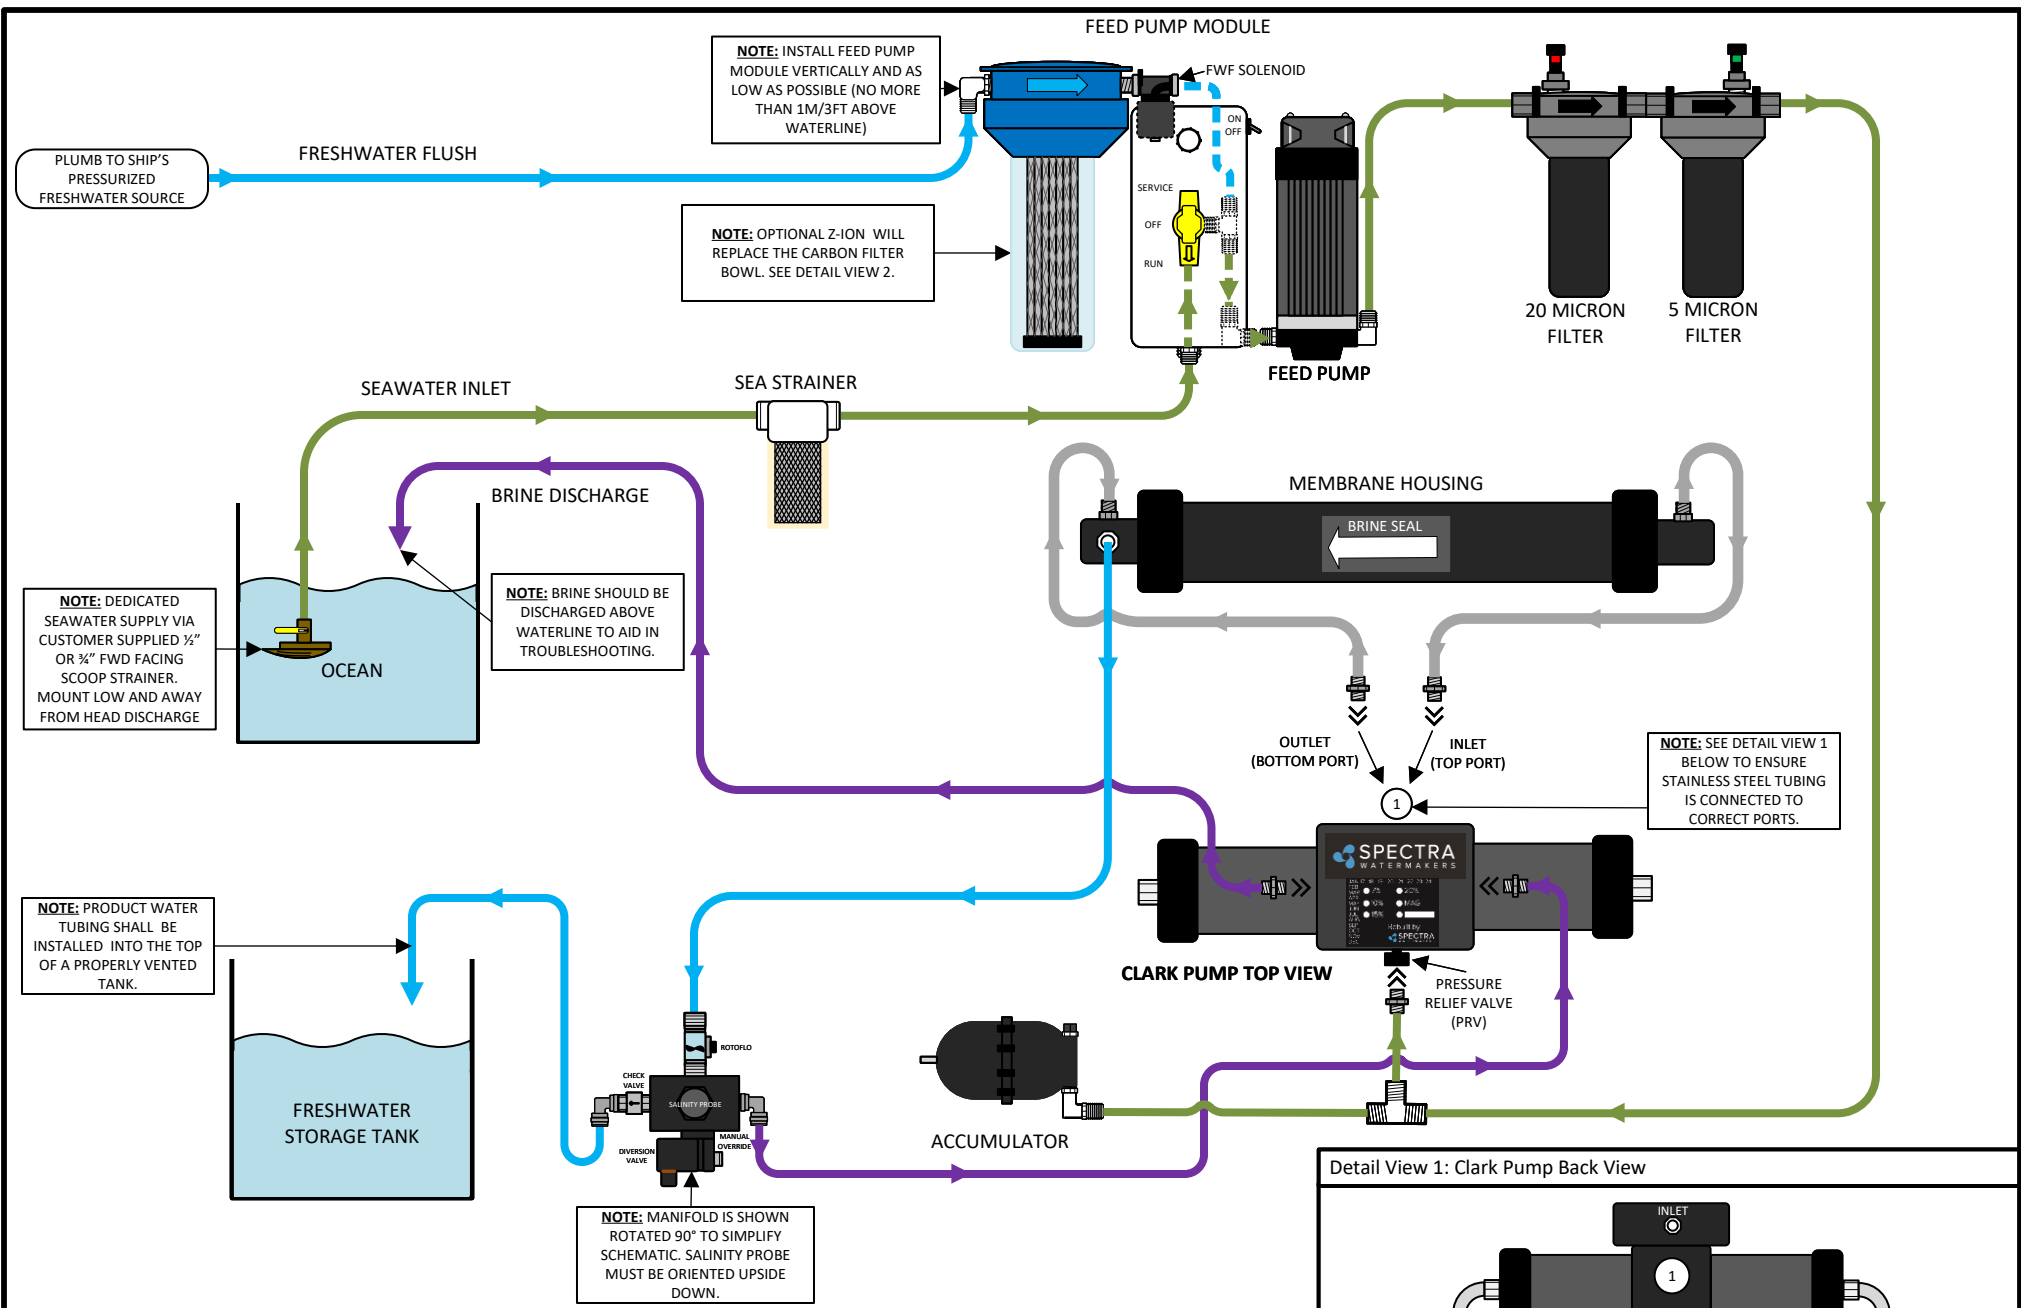 FEED PUMP MODULE
NOTE: INSTALL FEED PUMP
MODULE VERTICALLY AND AS
LOW AS POSSIBLE (NO MORE
THAN 1M/3FT ABOVE
WATERLINE)
FWF SOLENOID
ON
OFF
PLUMB TO SHIP'S
PRESSURIZED
FRESHWATER SOURCE
FRESHWATER FLUSH
SERVICE
OFF
RUN
NOTE: OPTIONAL Z-ION WILL
REPLACE THE CARBON FILTER
BOWL. SEE DETAIL VIEW 2.
20 MICRON
FILTER
5 MICRON
FILTER
FEED PUMP
SEAWATER INLET
SEA STRAINER
BRINE DISCHARGE
MEMBRANE HOUSING
BRINE SEAL
NOTE: DEDICATED
SEAWATER SUPPLY VIA
CUSTOMER SUPPLIED ½"
OR ¾" FWD FACING
SCOOP STRAINER.
MOUNT LOW AND AWAY
FROM HEAD DISCHARGE
OCEAN
NOTE: BRINE SHOULD BE
DISCHARGED ABOVE
WATERLINE TO AID IN
TROUBLESHOOTING.
OUTLET
(BOTTOM PORT)
INLET
(TOP PORT)
NOTE: SEE DETAIL VIEW 1
BELOW TO ENSURE
STAINLESS STEEL TUBING
IS CONNECTED TO
CORRECT PORTS.
1
SPECTRA
WATERMAKERS
Rebuilt by
SPECTRA
CLARK PUMP TOP VIEW
PRESSURE
RELIEF VALVE
(PRV)
NOTE: PRODUCT WATER
TUBING SHALL BE
INSTALLED INTO THE TOP
OF A PROPERLY VENTED
TANK.
FRESHWATER
STORAGE TANK
ROTOFLO
CHECK
VALVE
SALINITY PROBE
MANUAL
OVERRIDE
DIVERSION
VALVE
ACCUMULATOR
NOTE: MANIFOLD IS SHOWN
ROTATED 90° TO SIMPLIFY
SCHEMATIC. SALINITY PROBE
MUST BE ORIENTED UPSIDE
DOWN.
Detail View 1: Clark Pump Back View
INLET
1